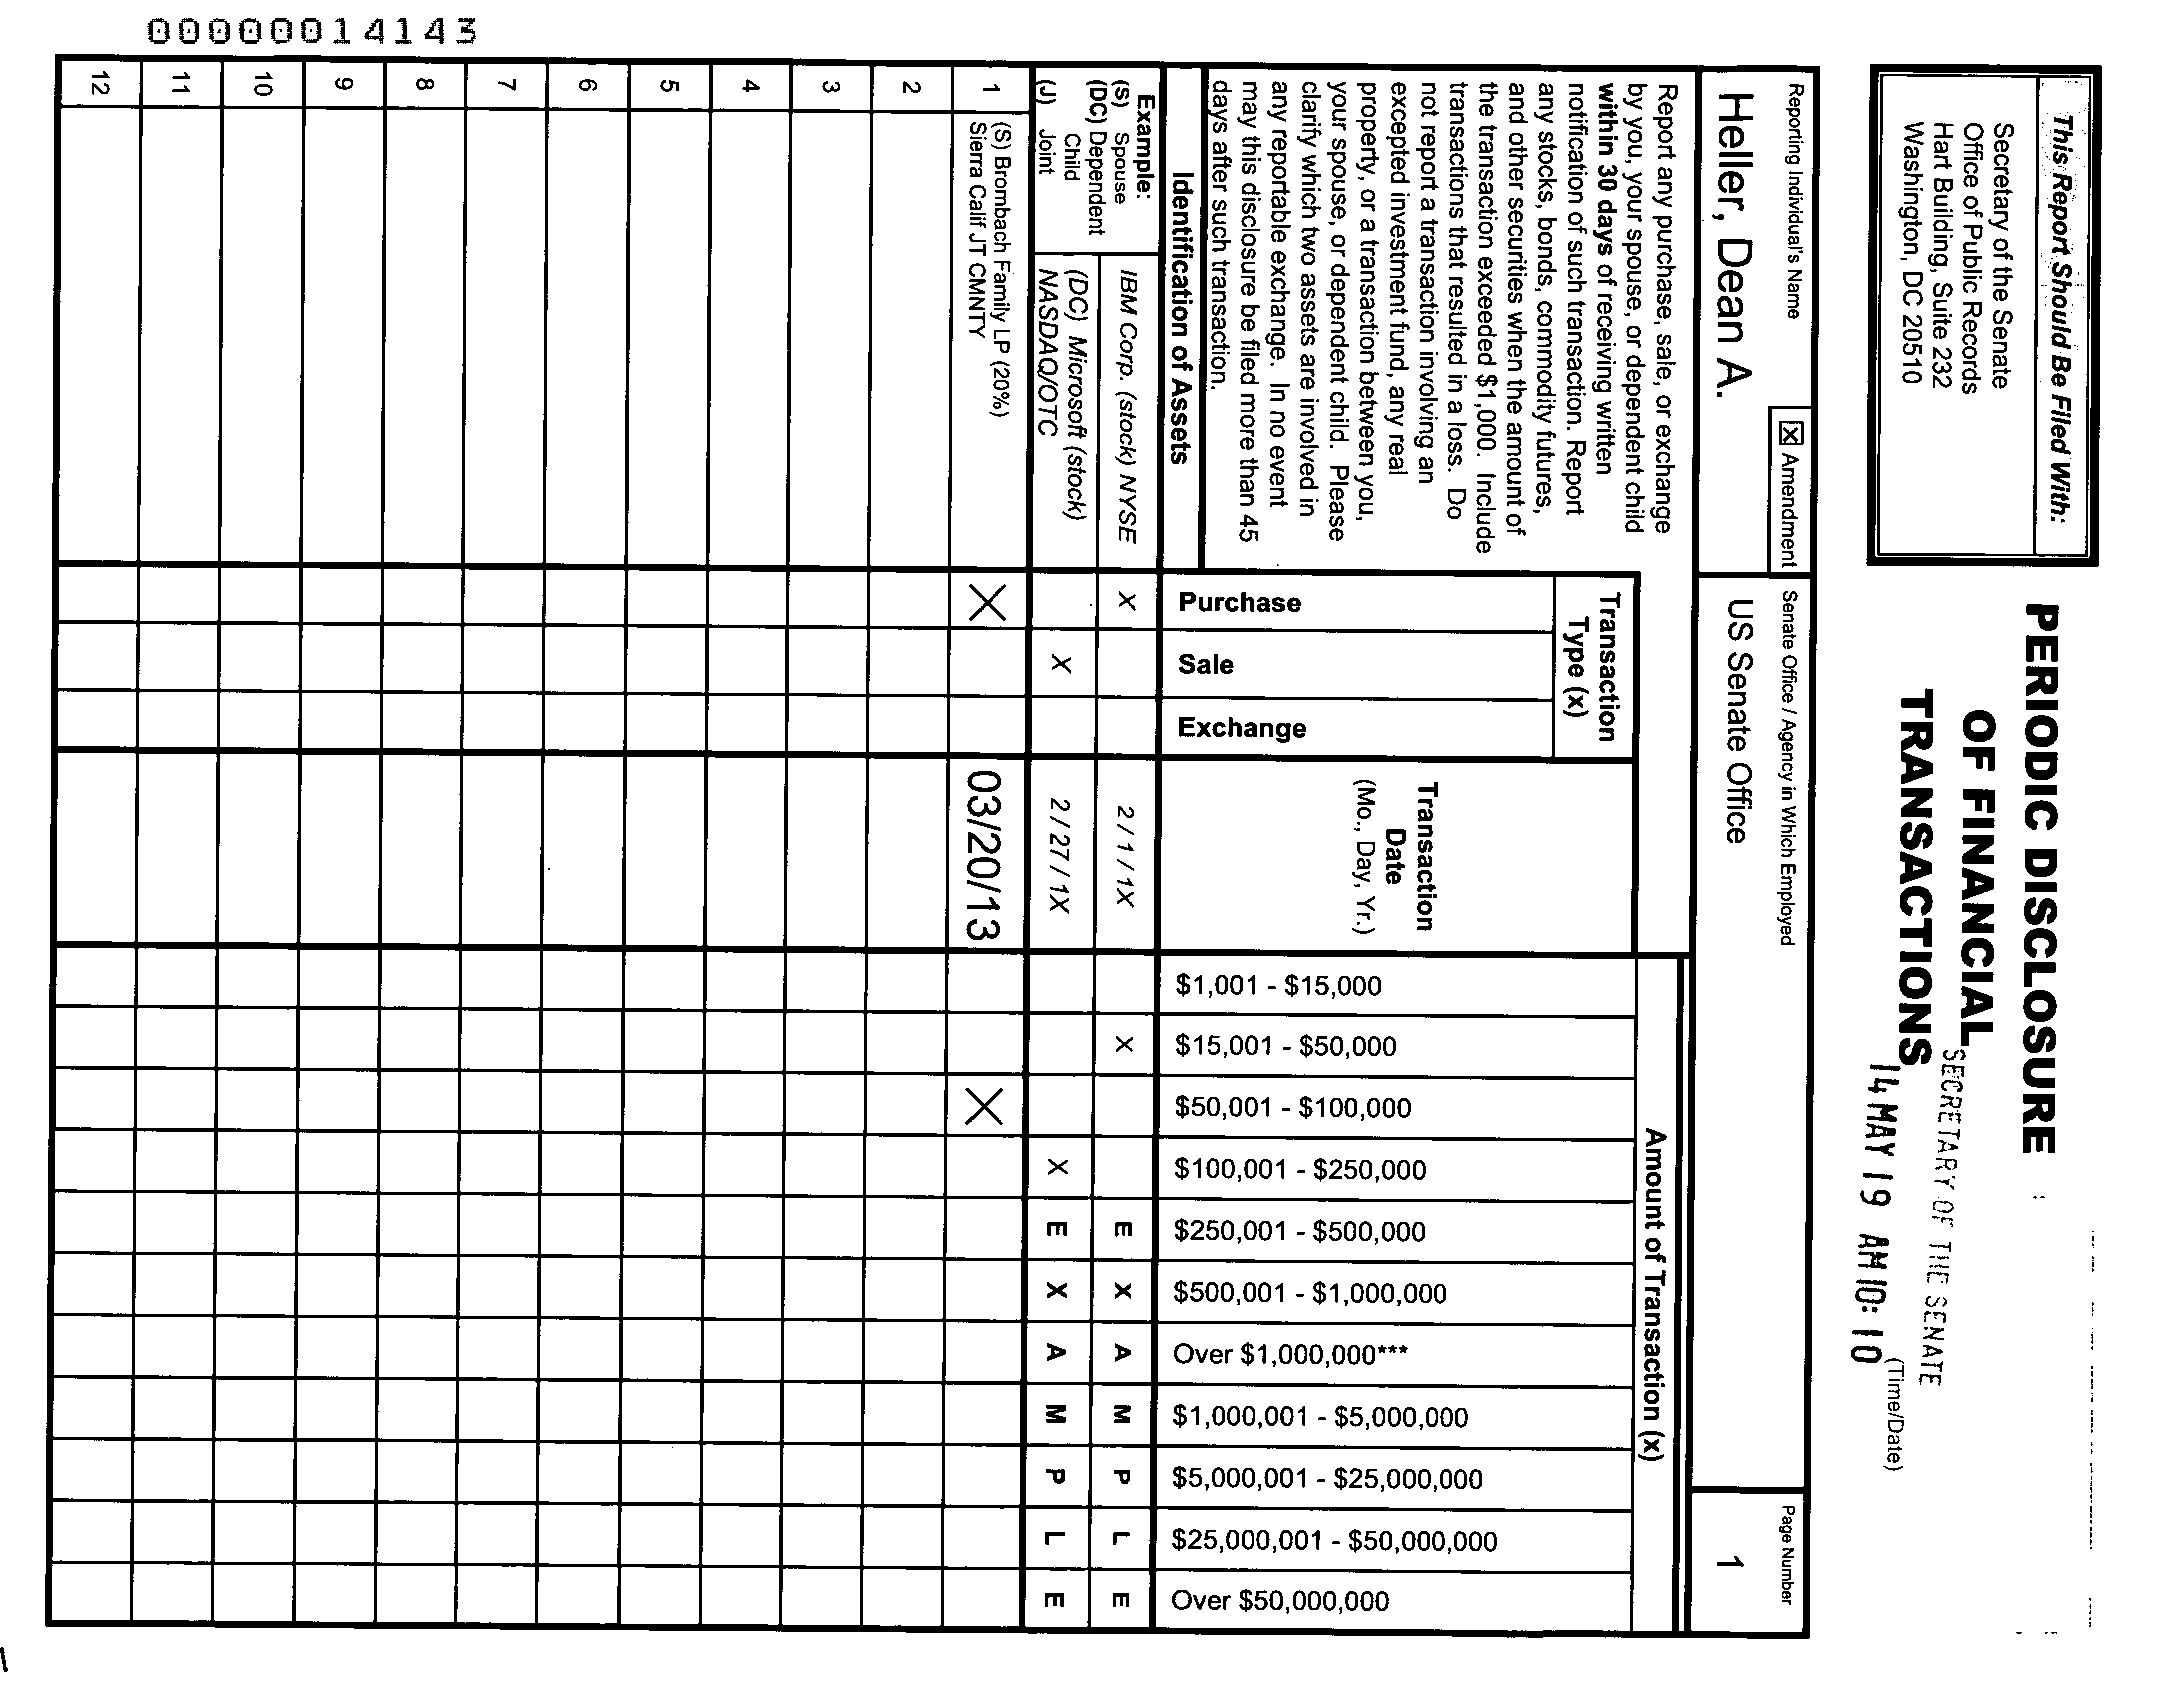 00000014143
This Report Should Be Filed With:
Secretary of the Senate
Office of Public Records
Hart Building, Suite 232
Washington, DC 20510
PERIODIC DISCLOSURE
OF FINANCIAL
TRANSACTIONS
SECRETARY OF THE SENATE
14 MAY 19 AM 10: 10
(Time/Date)
Reporting Individual's Name
Heller, Dean A.
[X] Amendment
Senate Office / Agency in Which Employed
US Senate Office
Page Number
1
Report any purchase, sale, or exchange
by you, your spouse, or dependent child
within 30 days of receiving written
notification of such transaction. Report
any stocks, bonds, commodity futures,
and other securities when the amount of
the transaction exceeded $1,000. Include
transactions that resulted in a loss. Do
not report a transaction involving an
excepted investment fund, any real
property, or a transaction between you,
your spouse, or dependent child. Please
clarify which two assets are involved in
any reportable exchange. In no event
may this disclosure be filed more than 45
days after such transaction.
Identification of Assets
Transaction
Type (x)
Purchase
Sale
Exchange
Transaction
Date
(Mo., Day, Yr.)
Amount of Transaction (x)
$1,001 - $15,000
$15,001 - $50,000
$50,001 - $100,000
$100,001 - $250,000
$250,001 - $500,000
$500,001 - $1,000,000
Over $1,000,000***
$1,000,001 - $5,000,000
$5,000,001 - $25,000,000
$25,000,001 - $50,000,000
Over $50,000,000
Example:
(S) Spouse
(DC) Dependent
Child
(J) Joint
IBM Corp. (stock) NYSE X 2 / 1 / 1X X E X A M P L E
(DC) Microsoft (stock)
NASDAQ/OTC X 2 / 27 / 1X X E X A M P L E
1 (S) Brombach Family LP (20%)
Sierra Calif JT CMNTY X 03/20/13 X
2
3
4
5
6
7
8
9
10
11
12